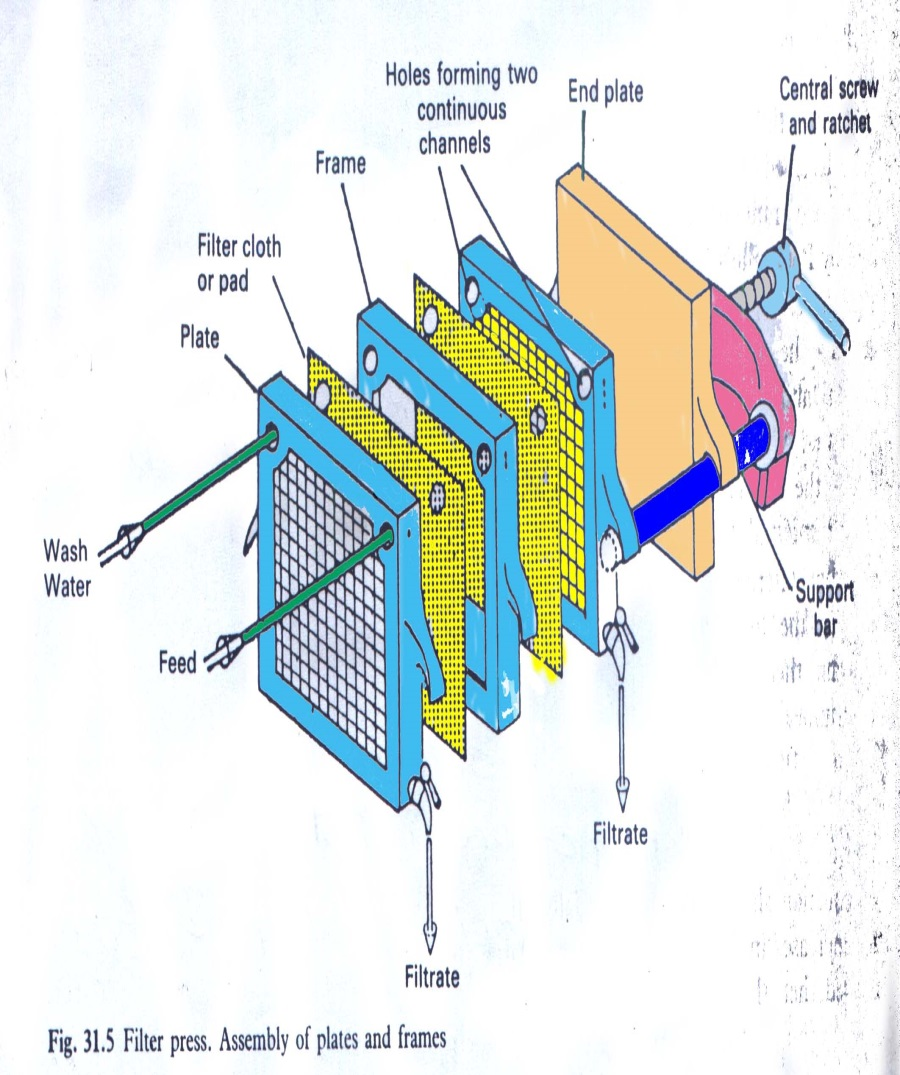 Holes forming two
continuous
channels
End plate
Central screw
and ratchet
Frame
Filter cloth
or pad
Plate
Wash
Water
Feed
Support
bar
Filtrate
Filtrate
Fig. 31.5 Filter press. Assembly of plates and frames